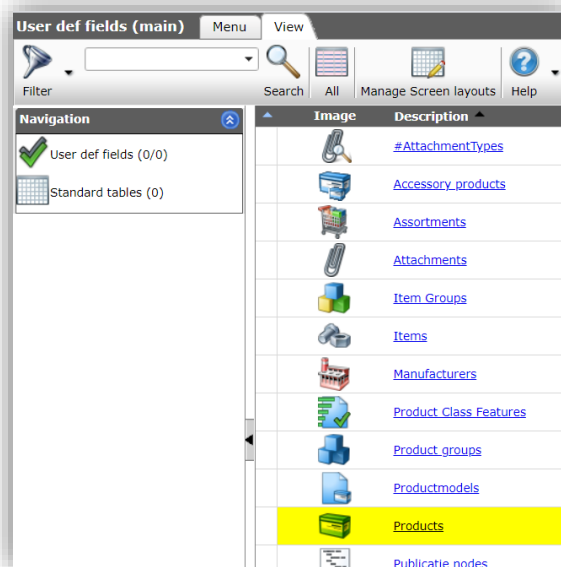 User def fields (main) Menu View
Filter Search All Manage Screen layouts Help
Navigation
User def fields (0/0)
Standard tables (0)
Image Description
#AttachmentTypes
Accessory products
Assortments
Attachments
Item Groups
Items
Manufacturers
Product Class Features
Product groups
Productmodels
Products
Publicatie nodes